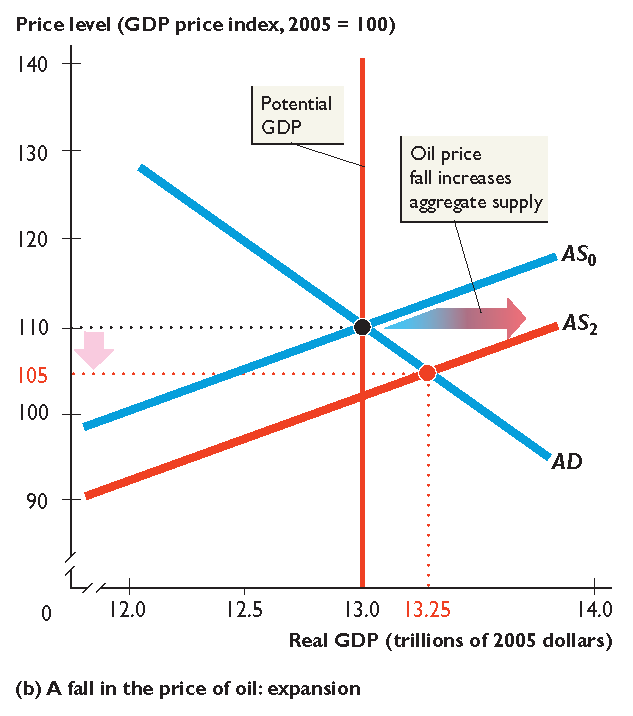 Price level (GDP price index, 2005 = 100)
140
130
120
110
105
100
90
0
Potential
GDP
Oil price
fall increases
aggregate supply
AS0
AS2
AD
12.0
12.5
13.0
13.25
14.0
Real GDP (trillions of 2005 dollars)
(b) A fall in the price of oil: expansion